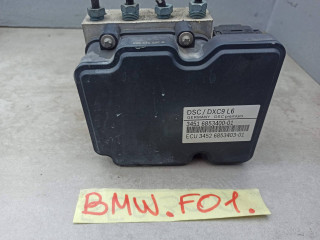 DSC / DXC9 L6
3451 6853400-01
ECU 3452 6853403-01
BMW. F01.